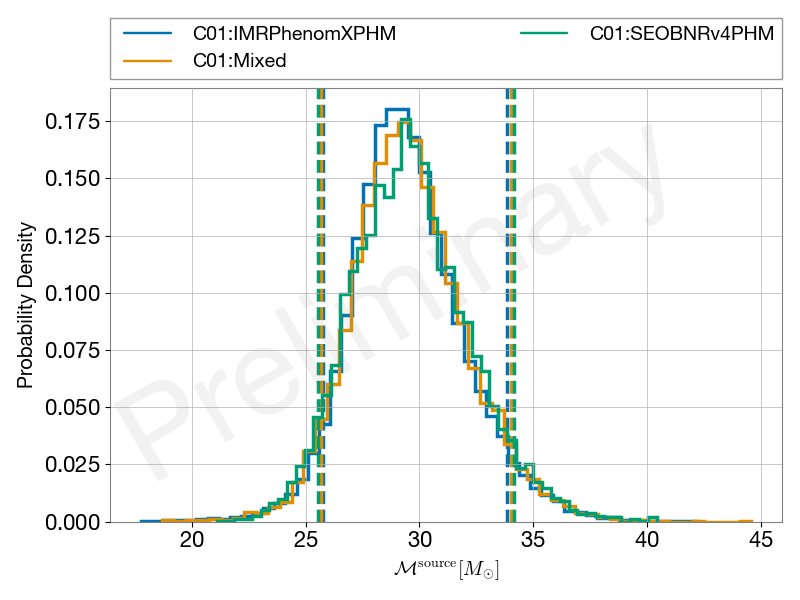 C01:IMRPhenomXPHM
C01:Mixed
C01:SEOBNRv4PHM
Preliminary
Probability Density
0.175
0.150
0.125
0.100
0.075
0.050
0.025
0.000
20 25 30 35 40 45
ℳ^source [M_⊙]